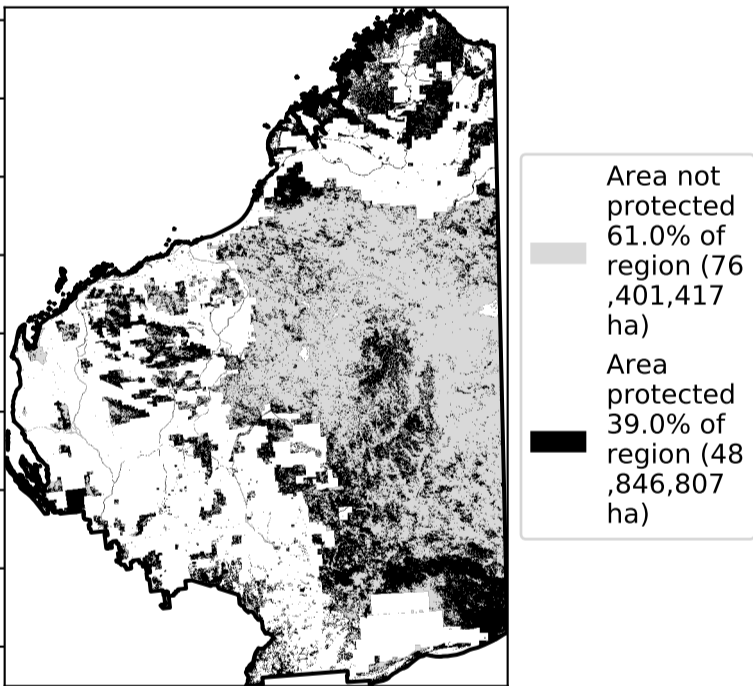 Area not
protected
61.0% of
region (76
,401,417
ha)
Area
protected
39.0% of
region (48
,846,807
ha)